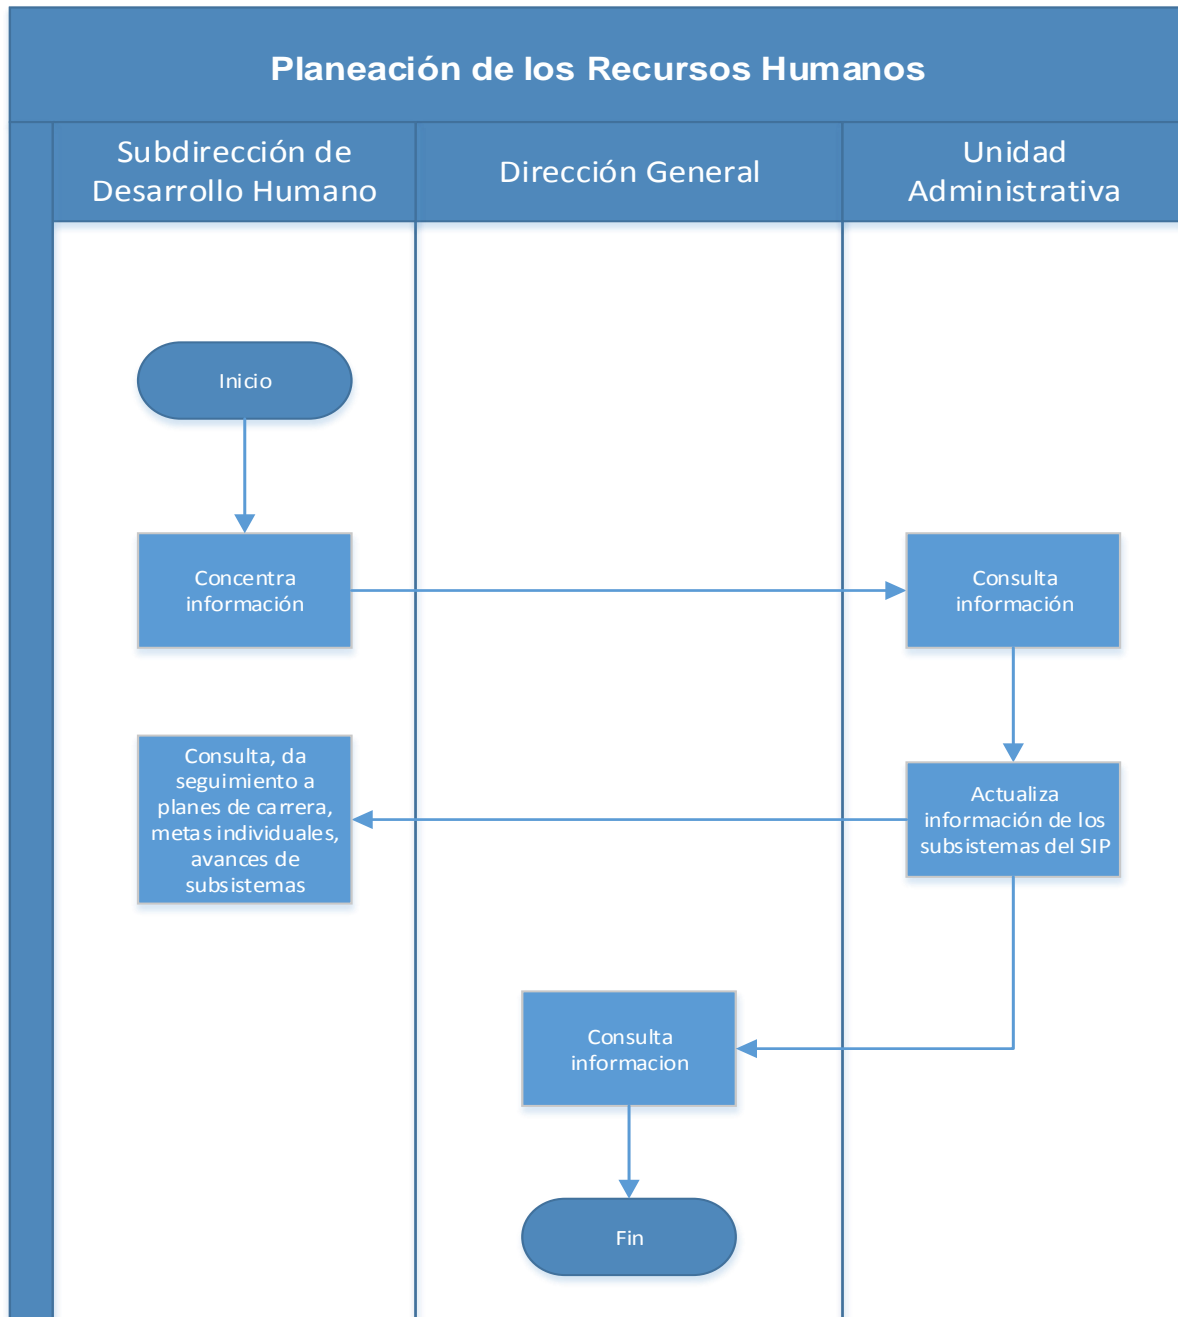 Planeación de los Recursos Humanos
Subdirección de
Desarrollo Humano
Dirección General
Unidad
Administrativa
Inicio
Concentra
información
Consulta
información
Consulta, da
seguimiento a
planes de carrera,
metas individuales,
avances de
subsistemas
Actualiza
información de los
subsistemas del SIP
Consulta
informacion
Fin